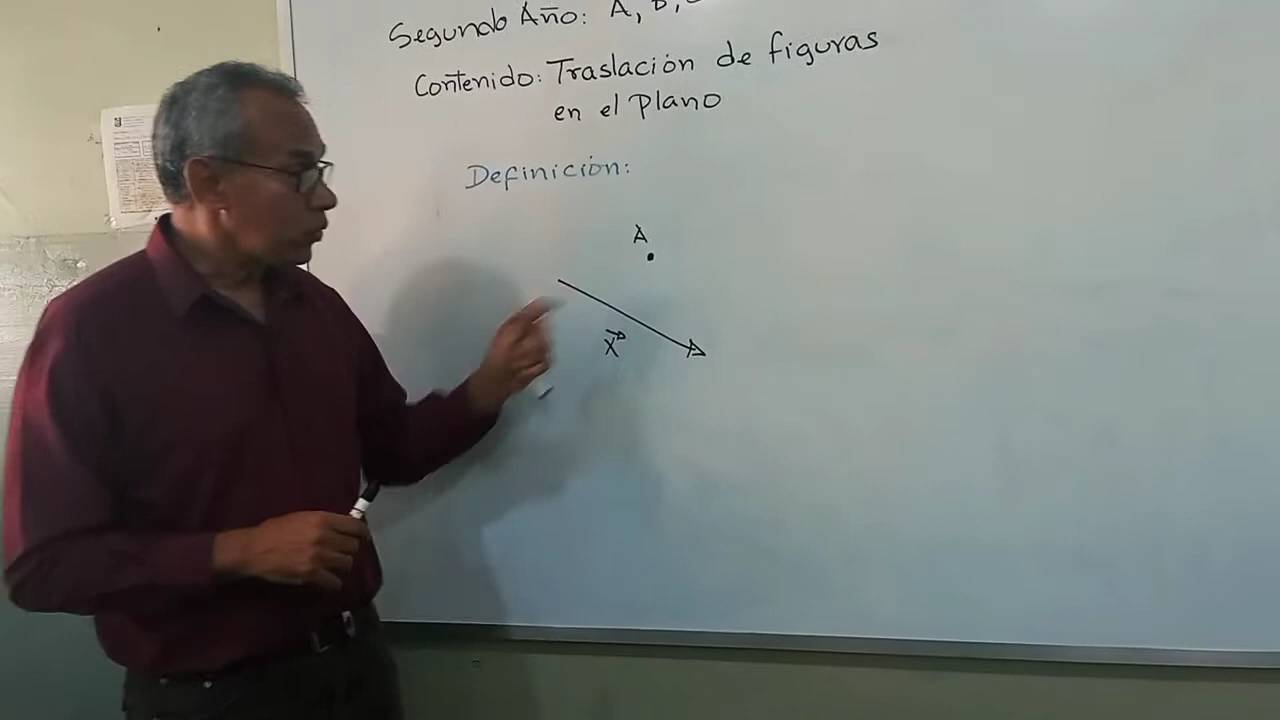 Segundo Año: A, B,
Contenido: Traslación de figuras
en el Plano
Definición:
A
X